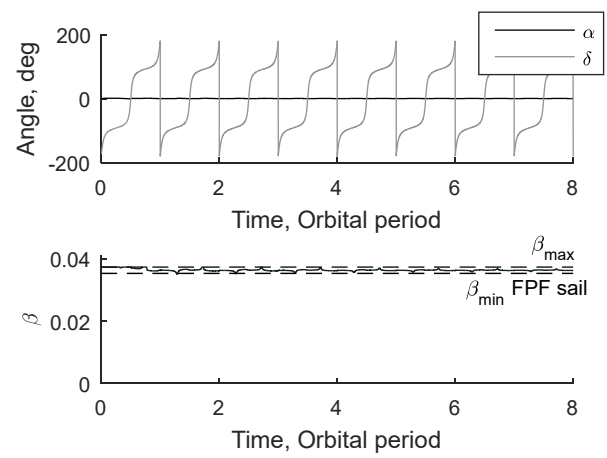 200
0
-200
Angle, deg
α
δ
0 2 4 6 8
Time, Orbital period
0.04
0.02
0
β
βmax
βmin FPF sail
0 2 4 6 8
Time, Orbital period